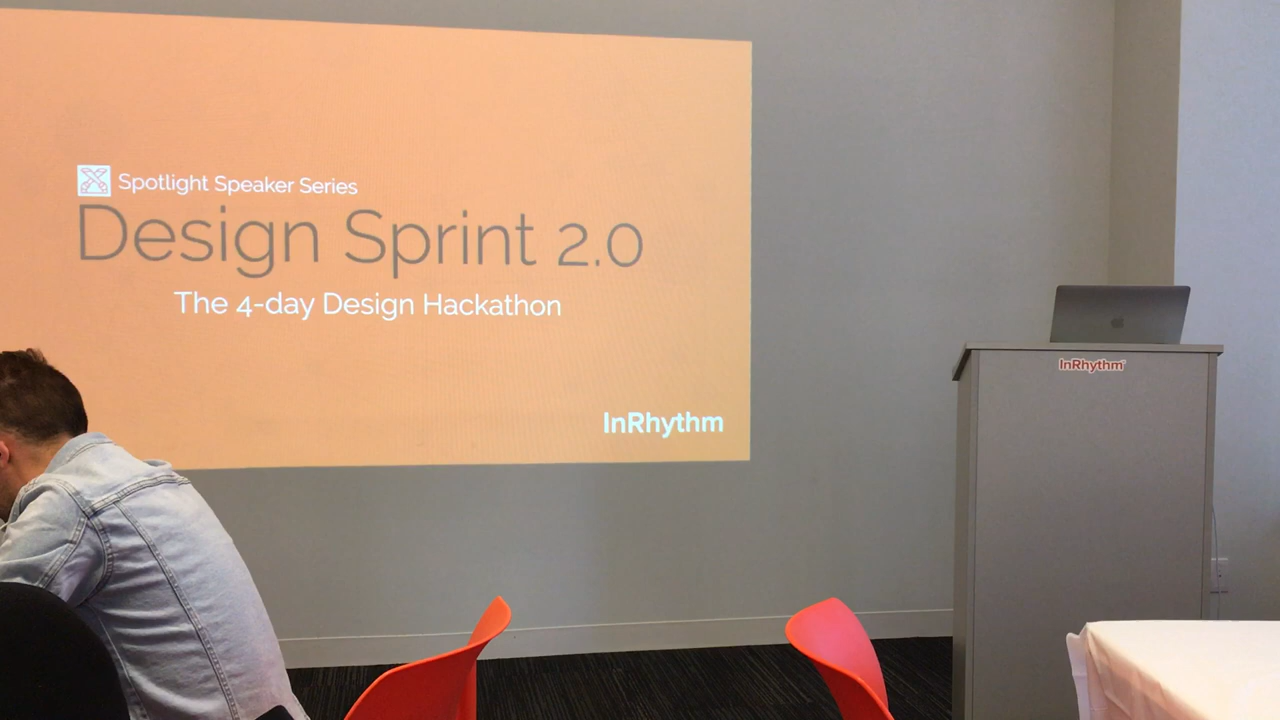 Spotlight Speaker Series
Design Sprint 2.0
The 4-day Design Hackathon
InRhythm
InRhythm